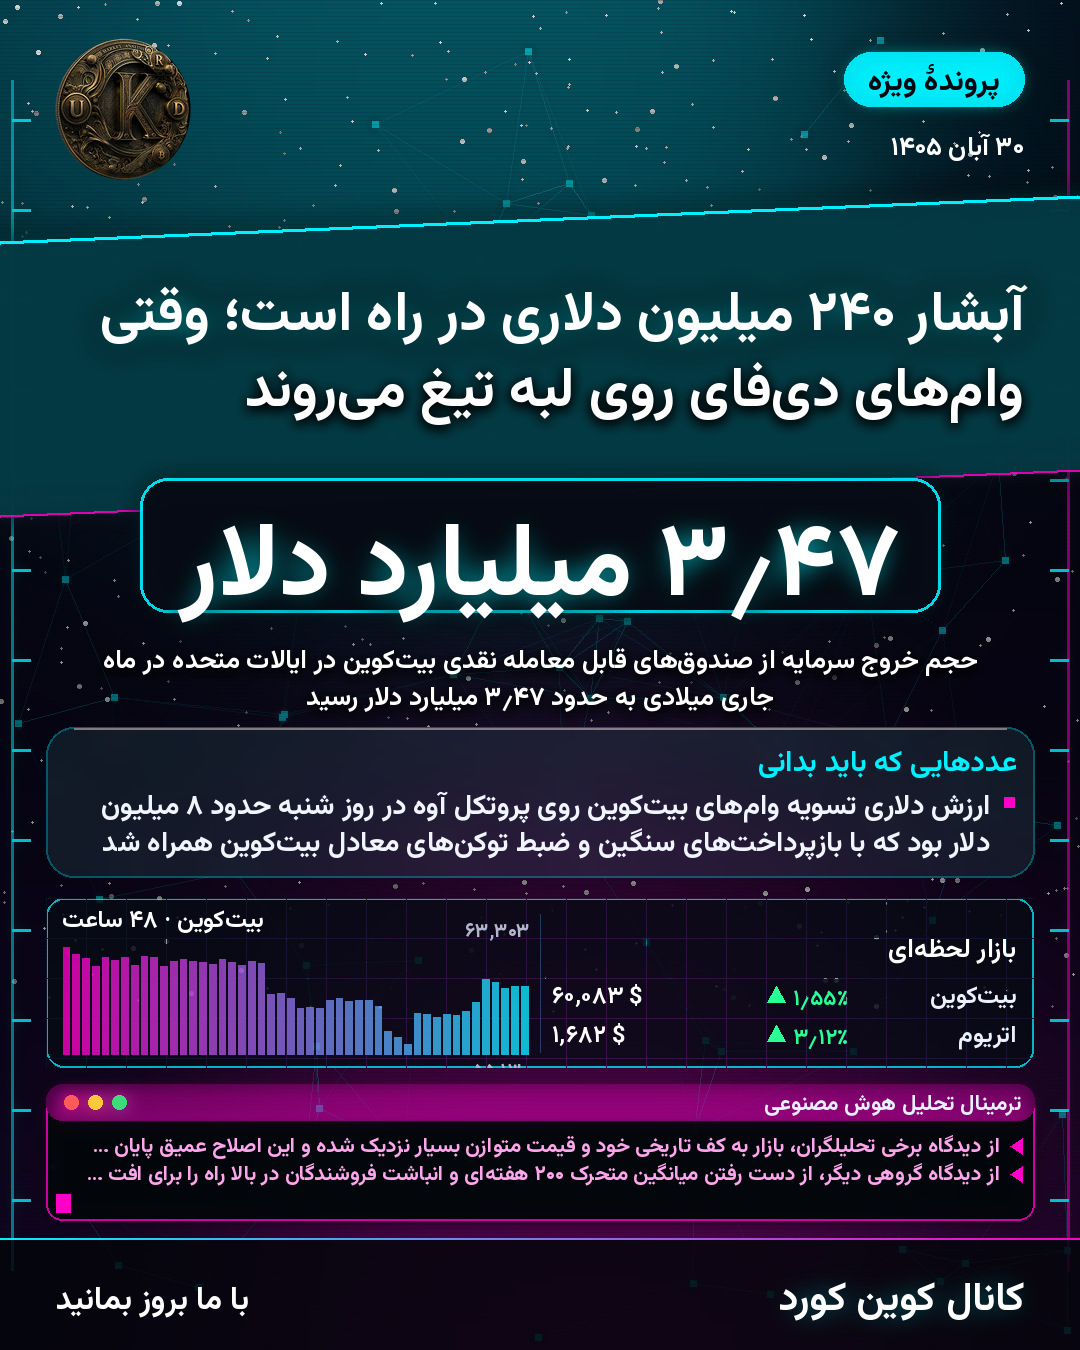 پروندهٔ ویژه
۳۰ آبان ۱۴۰۵
آبشار ۲۴۰ میلیون دلاری در راه است؛ وقتی
وام‌های دی‌فای روی لبه تیغ می‌روند
۳٫۴۷ میلیارد دلار
حجم خروج سرمایه از صندوق‌های قابل معامله نقدی بیت‌کوین در ایالات متحده در ماه
جاری میلادی به حدود ۳٫۴۷ میلیارد دلار رسید
عددهایی که باید بدانی
ارزش دلاری تسویه وام‌های بیت‌کوین روی پروتکل آوه در روز شنبه حدود ۸ میلیون
دلار بود که با بازپرداخت‌های سنگین و ضبط توکن‌های معادل بیت‌کوین همراه شد
بازار لحظه‌ای
بیت‌کوین ▲ ۱٫۵۵٪ ۶۰,۰۸۳ $
اتریوم ▲ ۳٫۱۲٪ ۱,۶۸۲ $
بیت‌کوین · ۴۸ ساعت
۶۳,۳۰۳
ترمینال تحلیل هوش مصنوعی
از دیدگاه برخی تحلیلگران، بازار به کف تاریخی خود و قیمت متوازن بسیار نزدیک شده و این اصلاح عمیق پایان ...
از دیدگاه گروهی دیگر، از دست رفتن میانگین متحرک ۲۰۰ هفته‌ای و انباشت فروشندگان در بالا راه را برای افت ...
کانال کوین کورد
با ما بروز بمانید